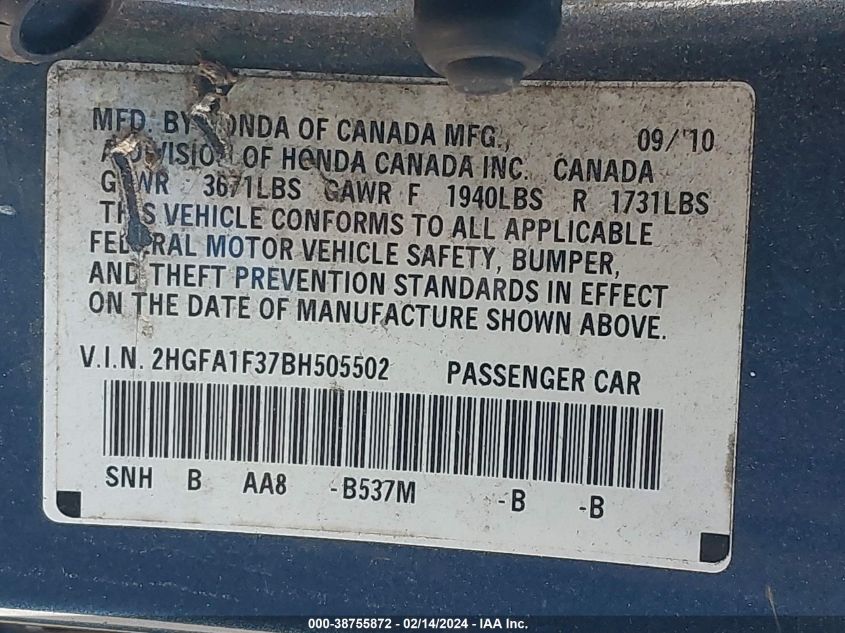 MFD. BY HONDA OF CANADA MFG., 09/'10
A DIVISION OF HONDA CANADA INC. CANADA
GVWR 3671LBS GAWR F 1940LBS R 1731LBS
THIS VEHICLE CONFORMS TO ALL APPLICABLE
FEDERAL MOTOR VEHICLE SAFETY, BUMPER,
AND THEFT PREVENTION STANDARDS IN EFFECT
ON THE DATE OF MANUFACTURE SHOWN ABOVE.
V.I.N. 2HGFA1F37BH505502 PASSENGER CAR
SNH B AA8 -B537M -B -B
000-38755872 - 02/14/2024 - IAA Inc.